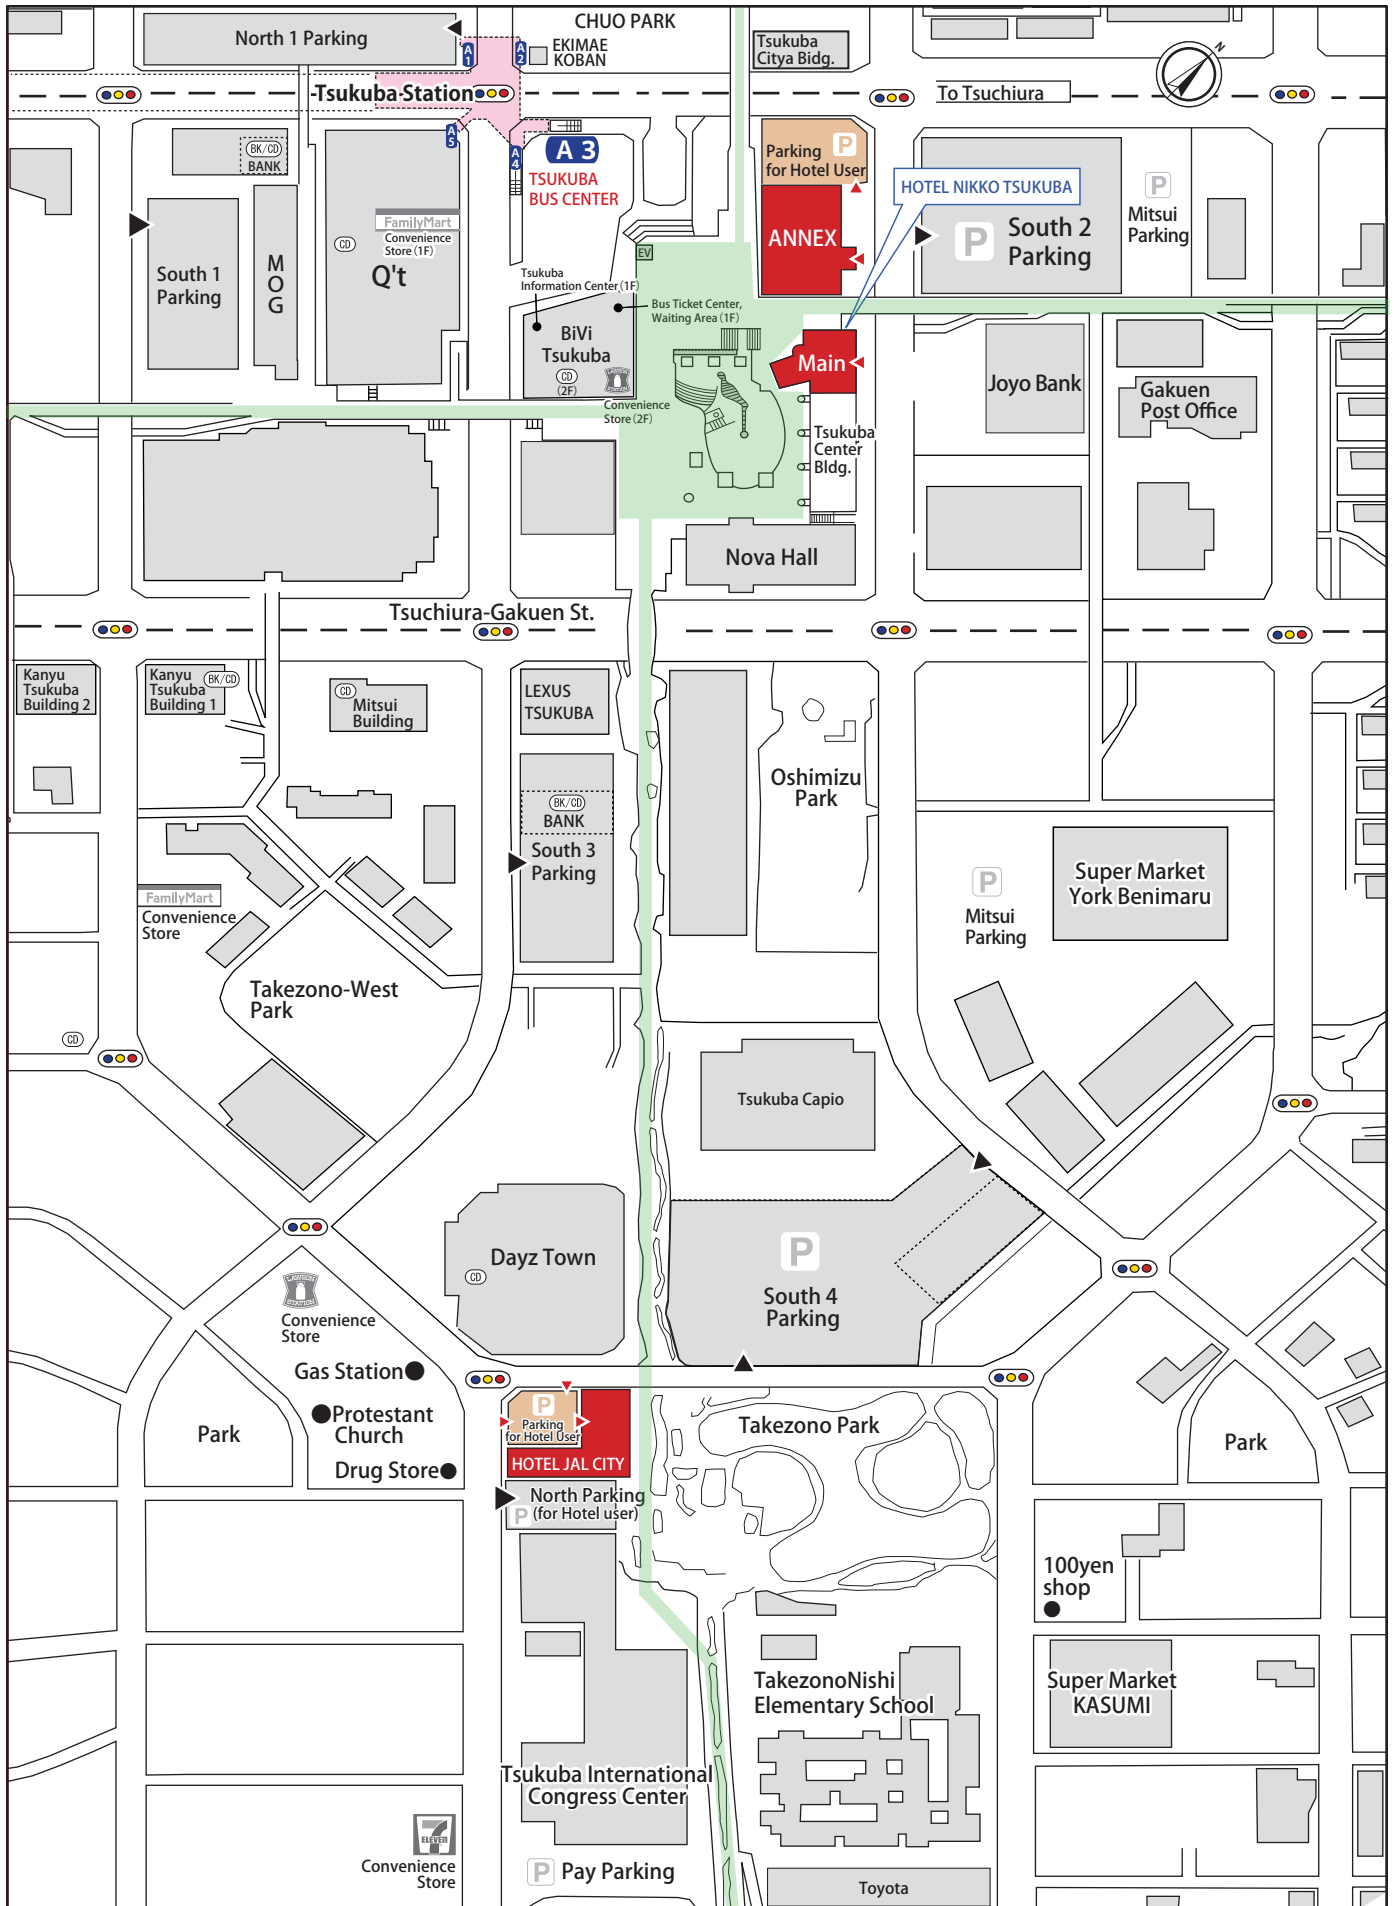 CHUO PARK
North 1 Parking
A1
A2
EKIMAE
KOBAN
Tsukuba
Citya Bidg.
N
Tsukuba Station
To Tsuchiura
A5
A4
A 3
BK/CD
BANK
TSUKUBA
BUS CENTER
Parking
for Hotel User
P
HOTEL NIKKO TSUKUBA
P
Mitsui
Parking
FamilyMart
Convenience
Store (1F)
CD
Q't
ANNEX
P
South 2
Parking
South 1
Parking
MOG
EV
Tsukuba
Information Center (1F)
Bus Ticket Center,
Waiting Area (1F)
BiVi
Tsukuba
CD
(2F)
Convenience
Store (2F)
Main
Joyo Bank
Gakuen
Post Office
Tsukuba
Center
Bldg.
Nova Hall
Tsuchiura-Gakuen St.
Kanyu
Tsukuba
Building 2
Kanyu
Tsukuba
Building 1
BK/CD
CD
Mitsui
Building
LEXUS
TSUKUBA
Oshimizu
Park
BK/CD
BANK
South 3
Parking
Super Market
York Benimaru
P
Mitsui
Parking
FamilyMart
Convenience
Store
Takezono-West
Park
CD
Tsukuba Capio
Dayz Town
CD
P
South 4
Parking
LAWSON
STATION
Convenience
Store
Gas Station
Protestant
Church
Drug Store
Park
P
Parking
for Hotel User
HOTEL JAL CITY
Takezono Park
Park
North Parking
(for Hotel user)
P
100yen
shop
TakezonoNishi
Elementary School
Super Market
KASUMI
Tsukuba International
Congress Center
7
ELEVEN
Convenience
Store
P
Pay Parking
Toyota